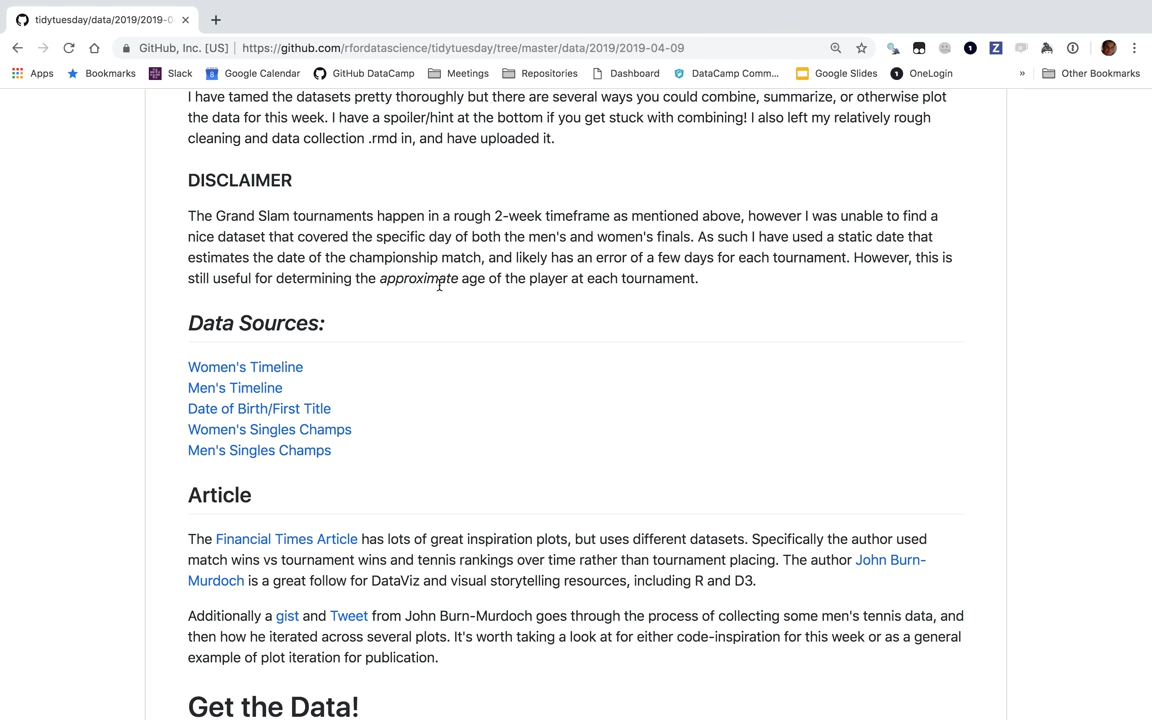 tidytuesday/data/2019/2019-0
GitHub, Inc. [US] | https://github.com/rfordatascience/tidytuesday/tree/master/data/2019/2019-04-09
Apps Bookmarks Slack Google Calendar GitHub DataCamp Meetings Repositories Dashboard DataCamp Comm... Google Slides OneLogin » Other Bookmarks
I have tamed the datasets pretty thoroughly but there are several ways you could combine, summarize, or otherwise plot
the data for this week. I have a spoiler/hint at the bottom if you get stuck with combining! I also left my relatively rough
cleaning and data collection .rmd in, and have uploaded it.
DISCLAIMER
The Grand Slam tournaments happen in a rough 2-week timeframe as mentioned above, however I was unable to find a
nice dataset that covered the specific day of both the men's and women's finals. As such I have used a static date that
estimates the date of the championship match, and likely has an error of a few days for each tournament. However, this is
still useful for determining the approximate age of the player at each tournament.
Data Sources:
Women's Timeline
Men's Timeline
Date of Birth/First Title
Women's Singles Champs
Men's Singles Champs
Article
The Financial Times Article has lots of great inspiration plots, but uses different datasets. Specifically the author used
match wins vs tournament wins and tennis rankings over time rather than tournament placing. The author John Burn-
Murdoch is a great follow for DataViz and visual storytelling resources, including R and D3.
Additionally a gist and Tweet from John Burn-Murdoch goes through the process of collecting some men's tennis data, and
then how he iterated across several plots. It's worth taking a look at for either code-inspiration for this week or as a general
example of plot iteration for publication.
Get the Data!